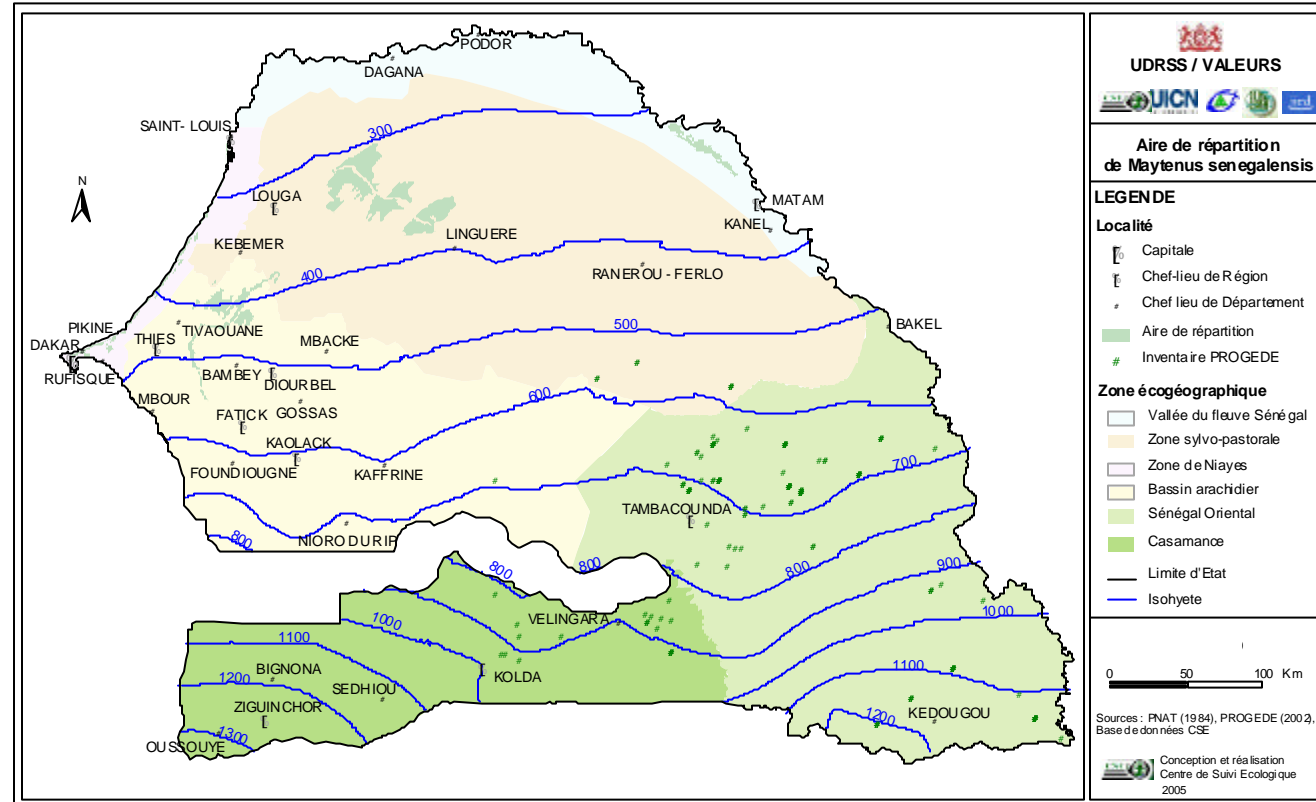 PODOR
DAGANA
SAINT- LOUIS
300
N
LOUGA
MATAM
KANEL
KEBEMER
LINGUERE
400
RANEROU - FERLO
PIKINE
TIVAOUANE
500
BAKEL
DAKAR
THIES
MBACKE
RUFISQUE
BAMBEY
DIOURBEL
MBOUR
600
FATICK
GOSSAS
KAOLACK
FOUNDIOUGNE
KAFFRINE
700
TAMBACOUNDA
800
NIORO DU RIP
800
800
800
900
1000
1000
VELINGARA
1100
BIGNONA
1100
1200
SEDHIOU
KOLDA
ZIGUINCHOR
1200
KEDOUGOU
1300
OUSSOUYE
UDRSS / VALEURS
UICN
Aire de répartition
de Maytenus senegalensis
LEGENDE
Localité
Capitale
Chef-lieu de Région
Chef lieu de Département
Aire de répartition
Inventaire PROGEDE
Zone écogéographique
Vallée du fleuve Sénégal
Zone sylvo-pastorale
Zone de Niayes
Bassin arachidier
Sénégal Oriental
Casamance
Limite d'Etat
Isohyete
0 50 100 Km
Sources : PNAT (1984), PROGEDE (2002),
Base de données CSE
Conception et réalisation
Centre de Suivi Ecologique
2005